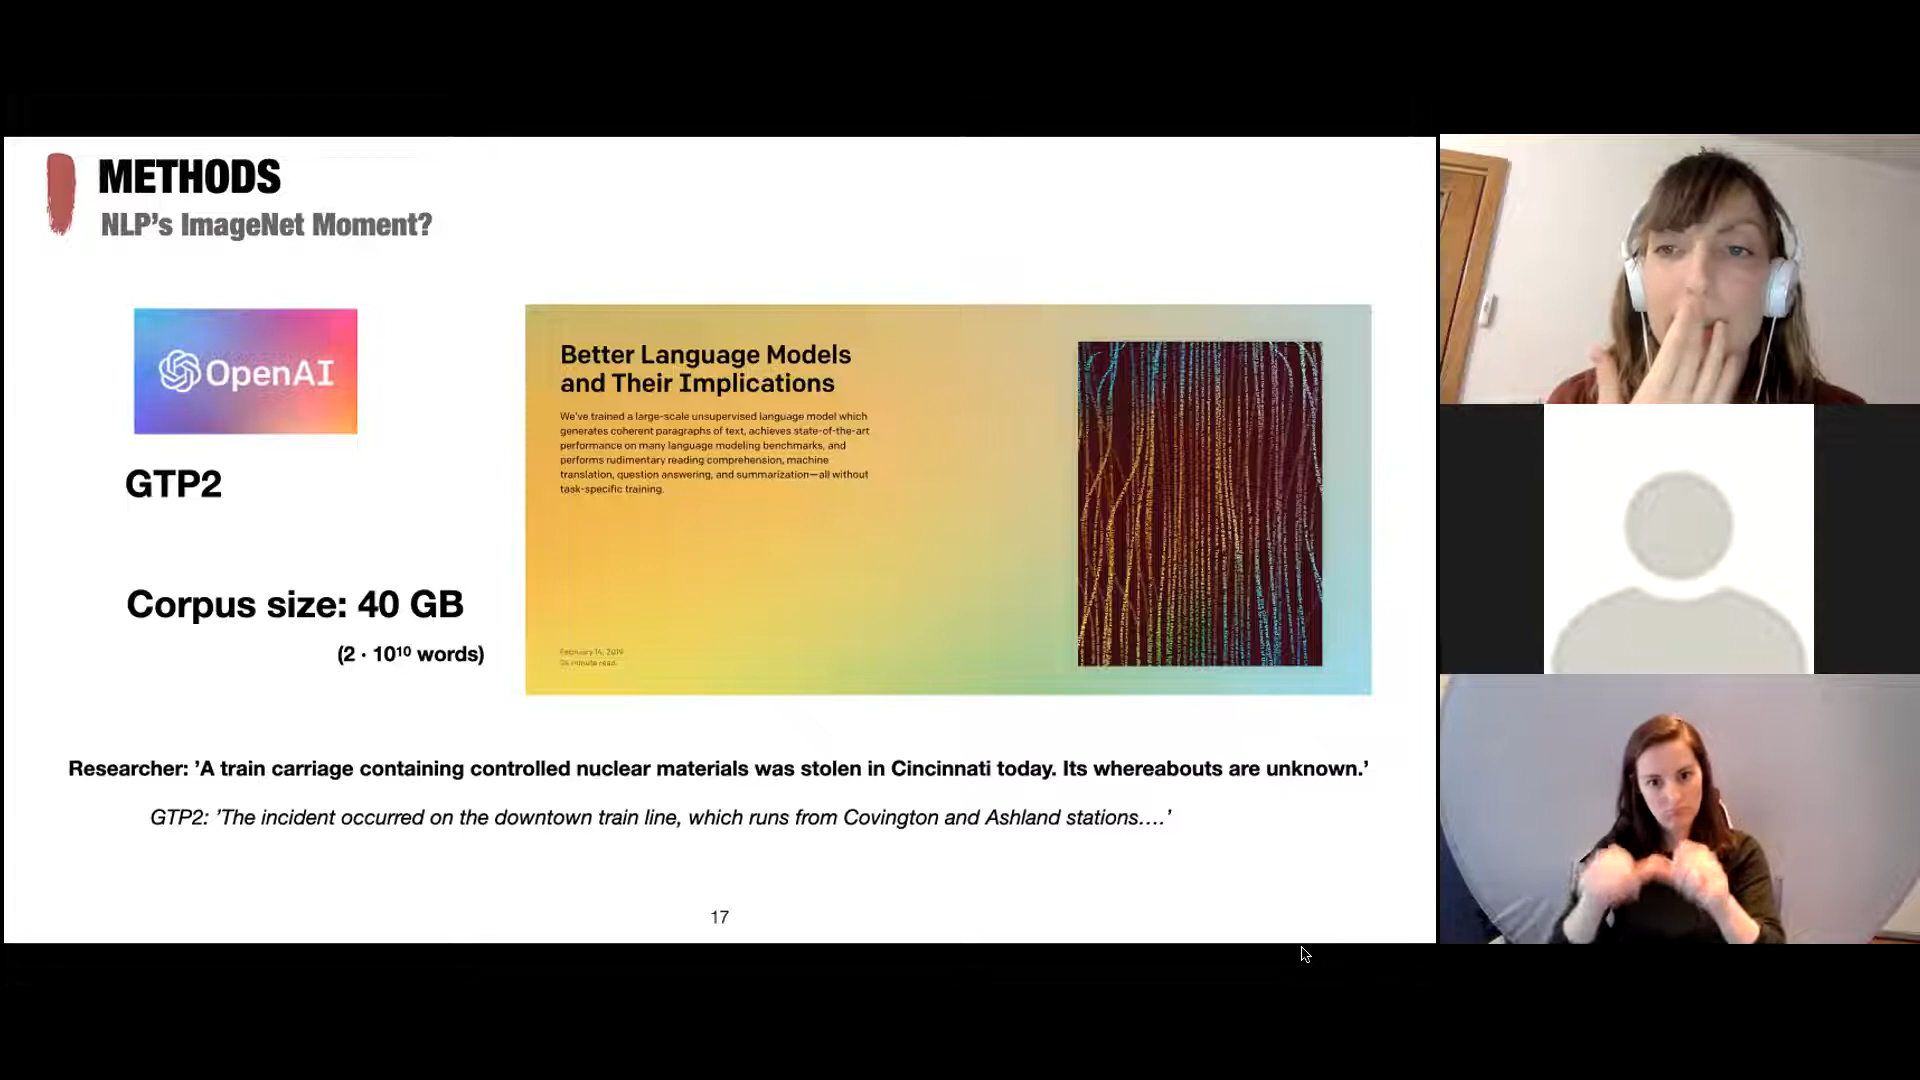 METHODS
NLP's ImageNet Moment?
OpenAI
GTP2
Corpus size: 40 GB
(2 · 10¹⁰ words)
Better Language Models
and Their Implications
We've trained a large-scale unsupervised language model which
generates coherent paragraphs of text, achieves state-of-the-art
performance on many language modeling benchmarks, and
performs rudimentary reading comprehension, machine
translation, question answering, and summarization—all without
task-specific training.
February 14, 2019
24 minute read
Researcher: 'A train carriage containing controlled nuclear materials was stolen in Cincinnati today. Its whereabouts are unknown.'
GTP2: 'The incident occurred on the downtown train line, which runs from Covington and Ashland stations….'
17